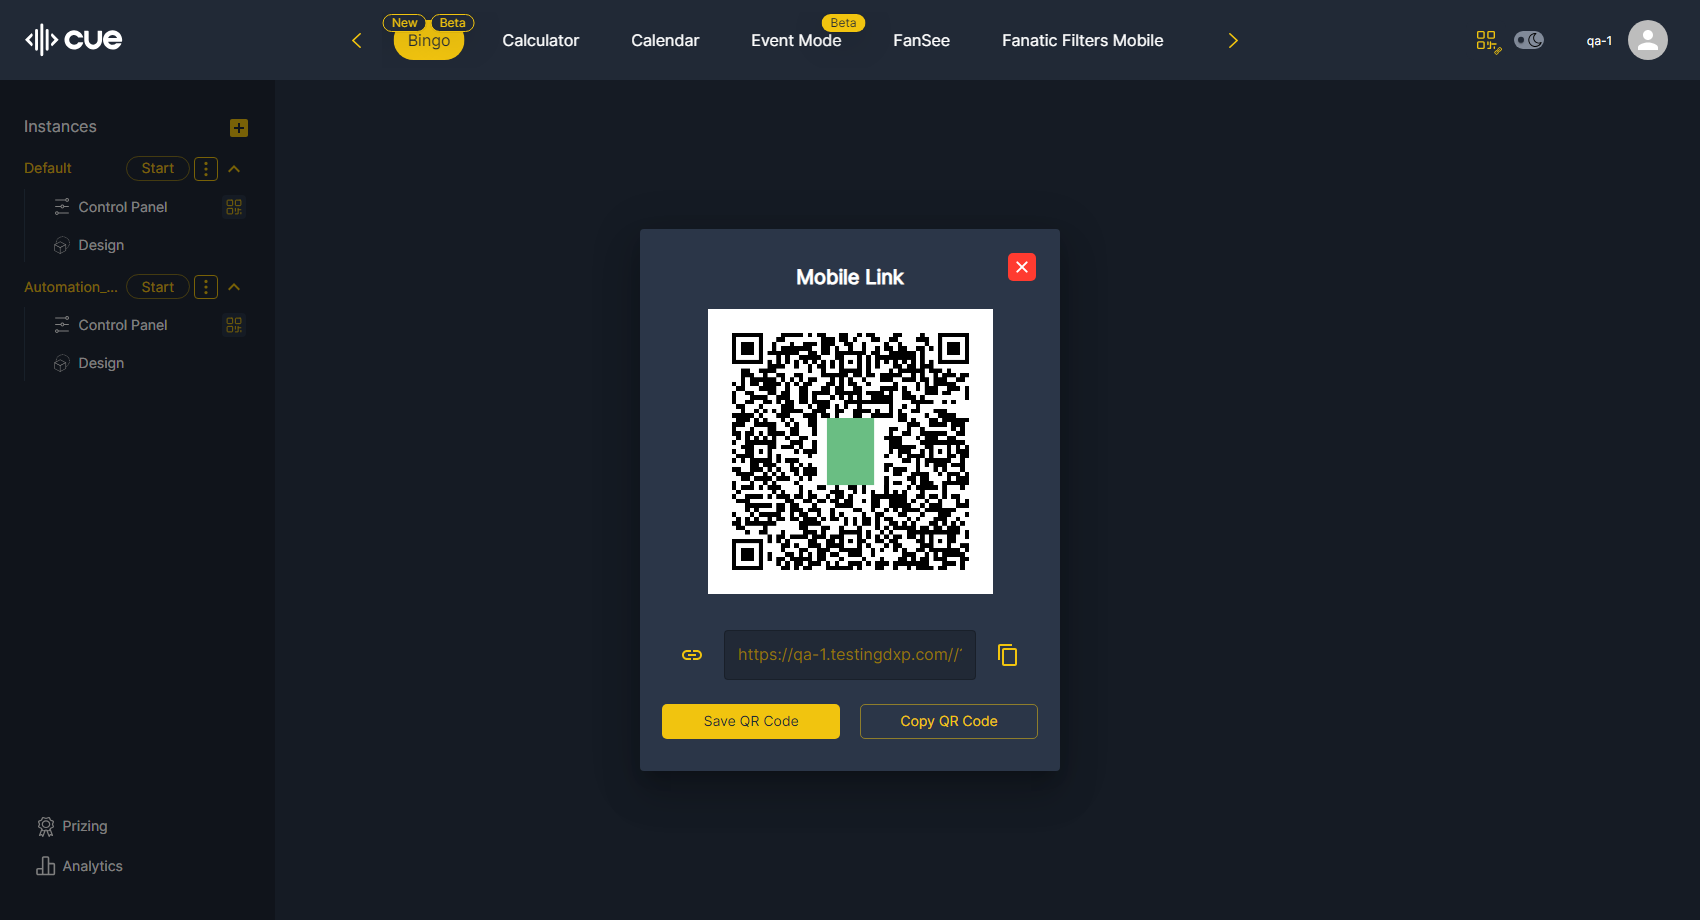 cue
New Beta
Bingo
Calculator
Calendar
Beta
Event Mode
FanSee
Fanatic Filters Mobile
qa-1
Instances
Default
Start
Control Panel
Design
Automation_...
Start
Control Panel
Design
Prizing
Analytics
Mobile Link
https://qa-1.testingdxp.com//
Save QR Code
Copy QR Code